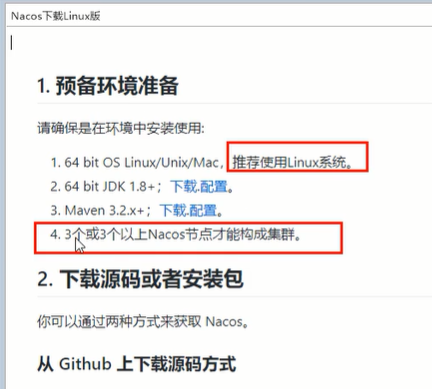 Nacos下载Linux版
1. 预备环境准备
请确保是在环境中安装使用:
1. 64 bit OS Linux/Unix/Mac，推荐使用Linux系统。
2. 64 bit JDK 1.8+；下载.配置。
3. Maven 3.2.x+；下载.配置。
4. 3个或3个以上Nacos节点才能构成集群。
2. 下载源码或者安装包
你可以通过两种方式来获取 Nacos。
从 Github 上下载源码方式